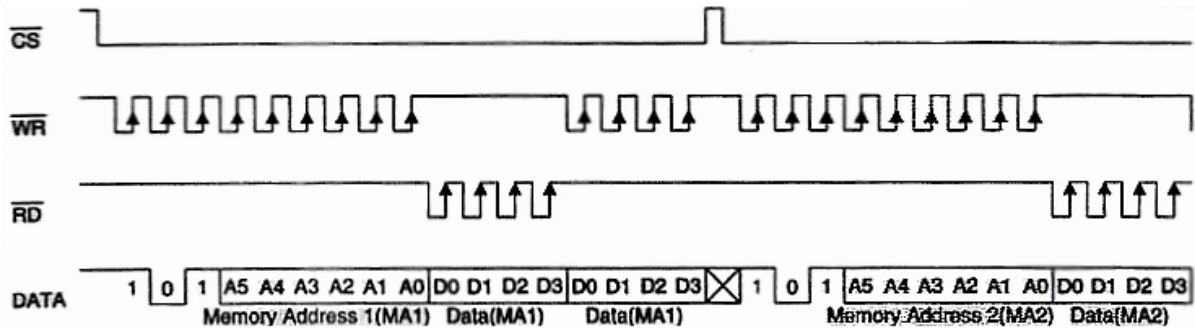 CS
WR
RD
DATA 1 0 1 A5 A4 A3 A2 A1 A0 D0 D1 D2 D3 D0 D1 D2 D3 1 0 1 A5 A4 A3 A2 A1 A0 D0 D1 D2 D3
Memory Address 1(MA1) Data(MA1) Data(MA1) Memory Address 2(MA2) Data(MA2)